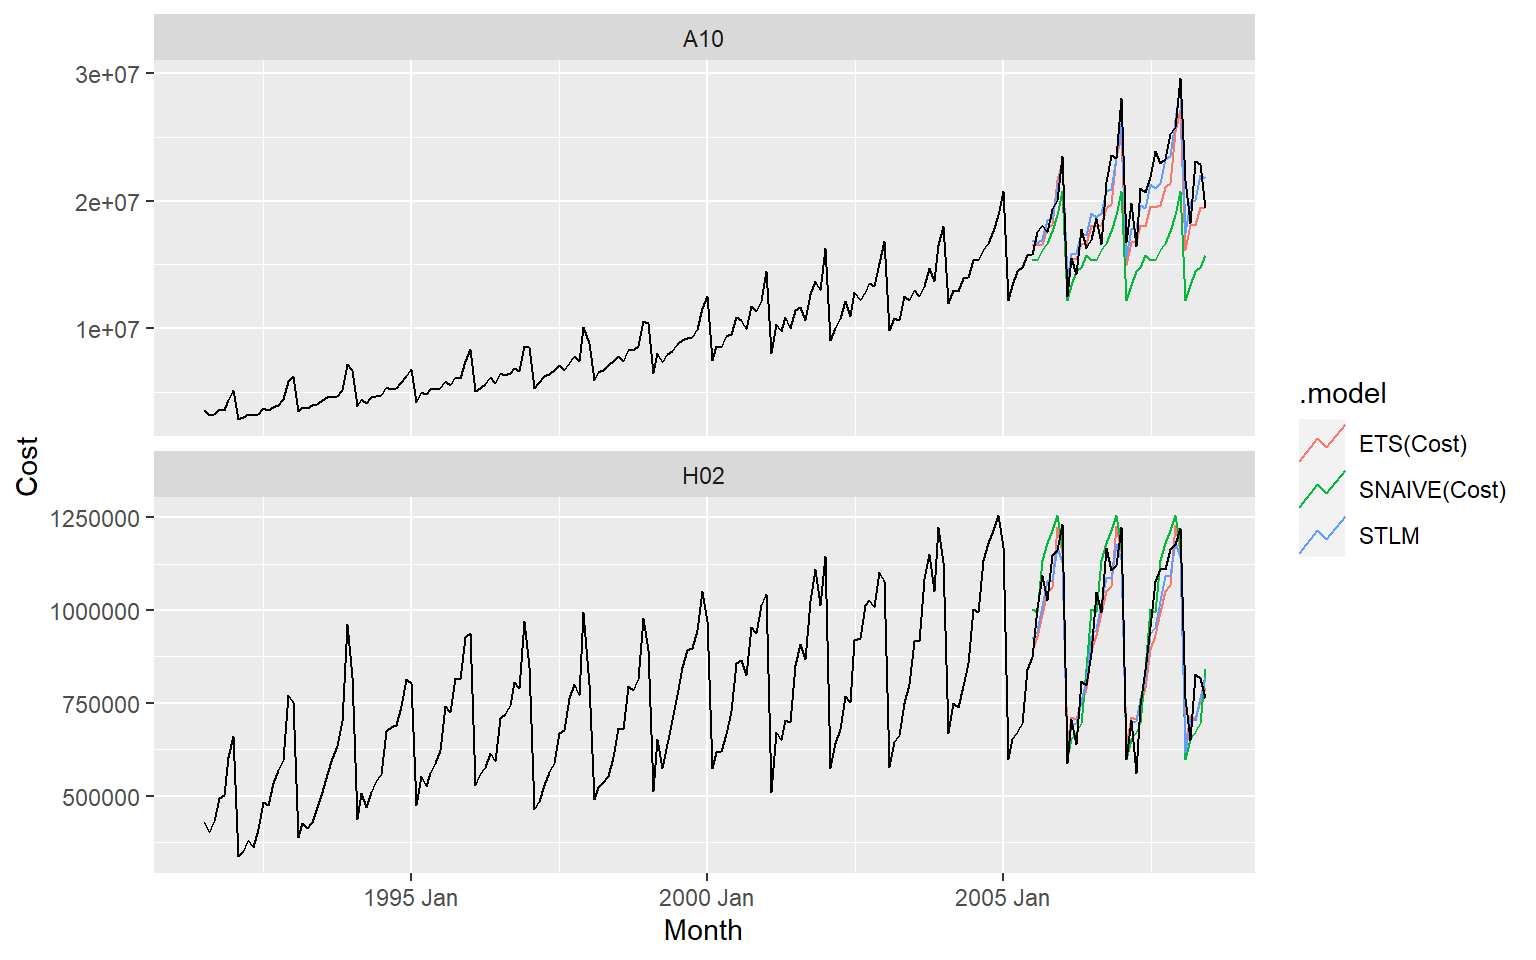 A10
3e+07
2e+07
1e+07
Cost
H02
1250000
1000000
750000
500000
1995 Jan
2000 Jan
2005 Jan
Month
.model
ETS(Cost)
SNAIVE(Cost)
STLM